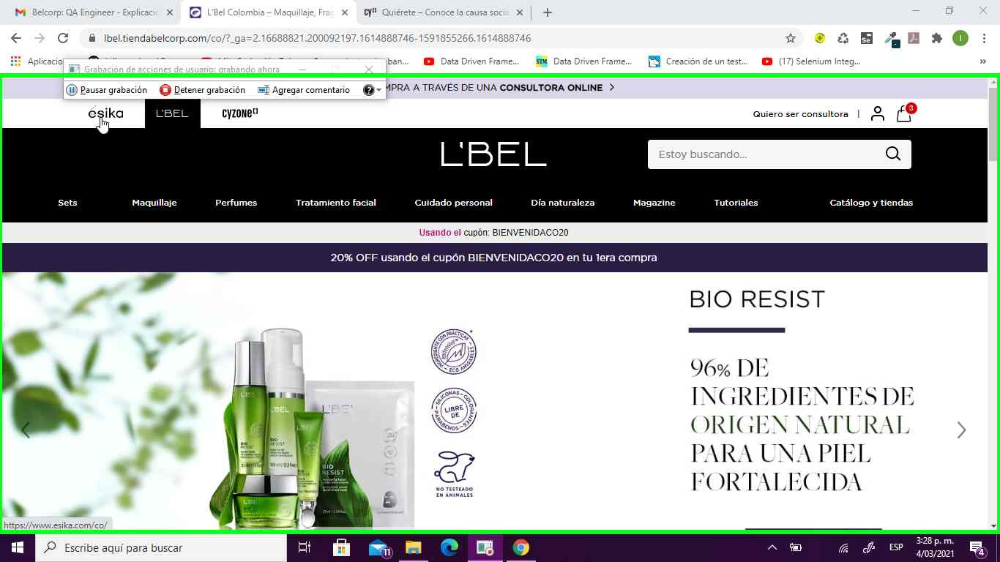 Belcorp: QA Engineer - Explicació
L'Bel Colombia – Maquillaje, Frag
Quiérete – Conoce la causa socia
lbel.tiendabelcorp.com/co/?_ga=2.16688821.200092197.1614888746-1591855266.1614888746
Aplicacio
ban...
Data Driven Frame...
Data Driven Frame...
Creación de un test...
(17) Selenium Integ...
Grabación de acciones de usuario: grabando ahora
Pausar grabación
Detener grabación
Agregar comentario
MPRA A TRAVÉS DE UNA CONSULTORA ONLINE
ésika
L'BEL
cyzone
Quiero ser consultora
|
3
L'BEL
Estoy buscando...
Sets
Maquillaje
Perfumes
Tratamiento facial
Cuidado personal
Día naturaleza
Magazine
Tutoriales
Catálogo y tiendas
Usando el cupón: BIENVENIDACO20
20% OFF usando el cupón BIENVENIDACO20 en tu 1era compra
BIO RESIST
96% DE
INGREDIENTES DE
ORIGEN NATURAL
PARA UNA PIEL
FORTALECIDA
INGREDIENTE CON PRÁCTICAS
ECO AMIGABLES
SILICONAS - COLORANTES
LIBRE
DE
PARABENOS
NO TESTEADO
EN ANIMALES
L'BEL
BIO
RESIST
L'BEL
BIO
RESIST
L'BEL
BIO
RESIST
L'BEL
BIO
RESIST
L'BEL
https://www.esika.com/co/
Escribe aquí para buscar
11
ESP
3:28 p. m.
4/03/2021
4